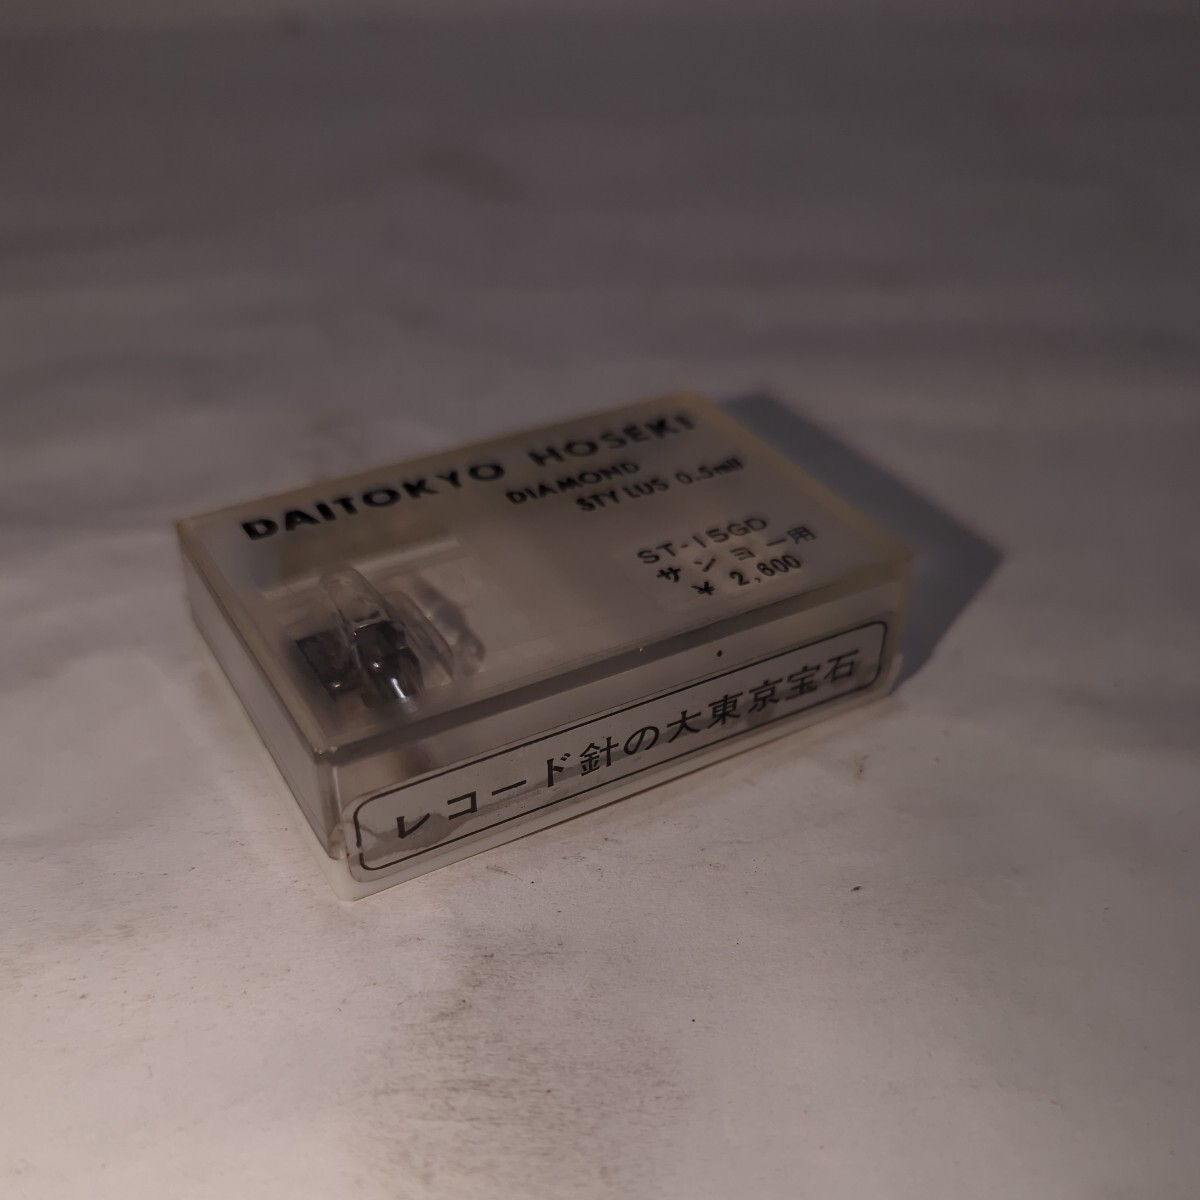 DAITOKYO HOSEKI
DIAMOND
STYLUS 0.5mil
ST-15GD
サンヨー用
¥ 2,600
レコード針の大東京宝石